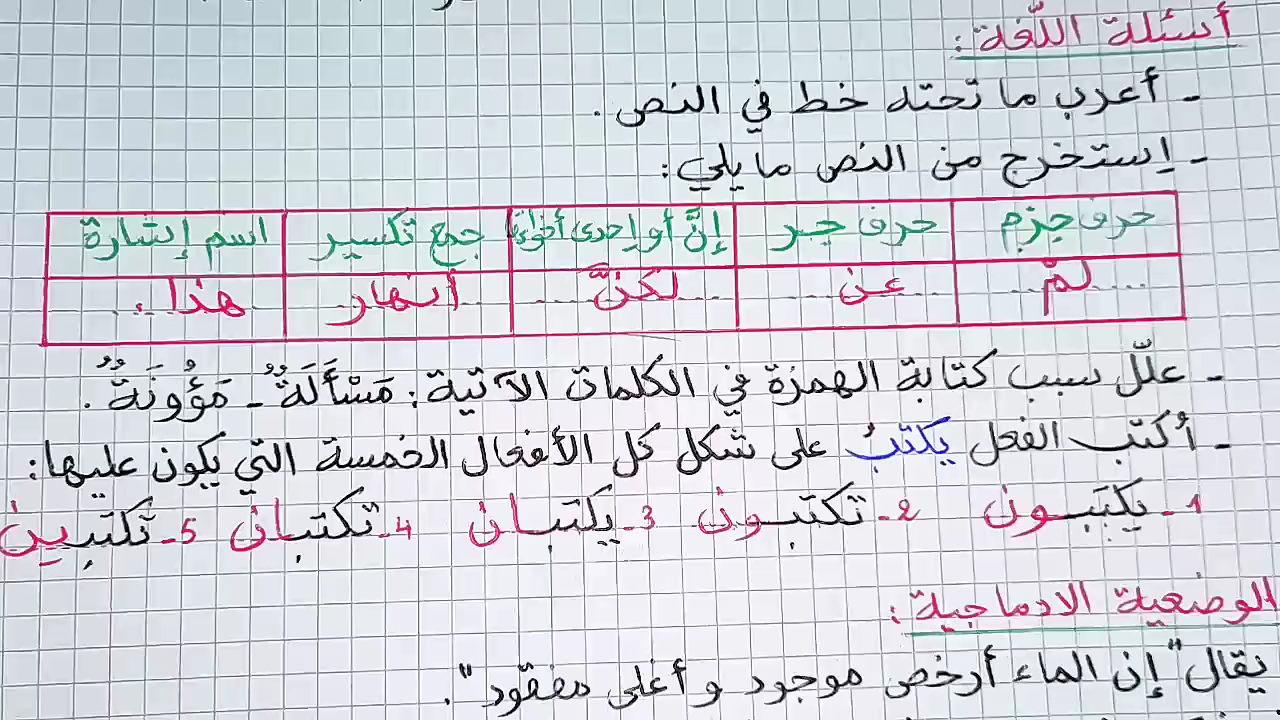 أسئلة اللّغة:
- أعرب ما تحته خط في النص.
- إستخرج من النص ما يلي:
حرف جزم حرف جر إنّ أو إحدى أخواتها جمع تكسير اسم إشارة
لمْ عن لكنّ أنهار هذا
- علّل سبب كتابة الهمزة في الكلمات الآتية: مَسْأَلَةٌ - مَؤُونَةٌ.
- أكتب الفعل يكتبُ على شكل كل الأفعال الخمسة التي يكون عليها:
1- يكتبون 2- تكتبون 3- يكتبان 4- تكتبان 5- تكتبين
الوضعية الادماجية:
يقال "إن الماء أرخص موجود و أغلى مفقود".